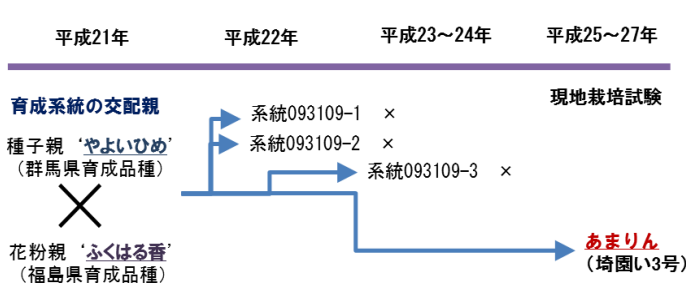 平成21年 平成22年 平成23～24年 平成25～27年
育成系統の交配親
現地栽培試験
系統093109-1 ×
種子親 ‘やよいひめ’
（群馬県育成品種）
系統093109-2 ×
系統093109-3 ×
花粉親 ‘ふくはる香’
（福島県育成品種）
あまりん
（埼園い3号）